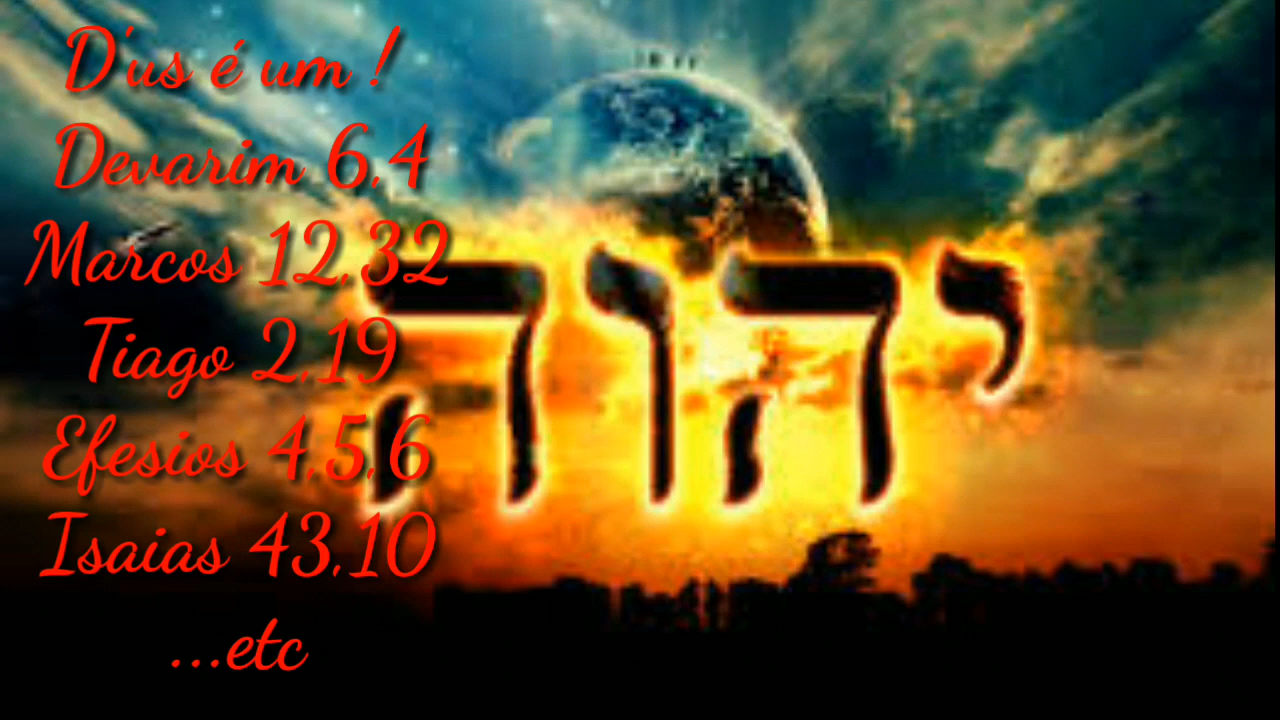 D'us é um !
Devarim 6,4
Marcos 12,32
Tiago 2,19
Efesios 4,5,6
Isaias 43,10
...etc
יהוה